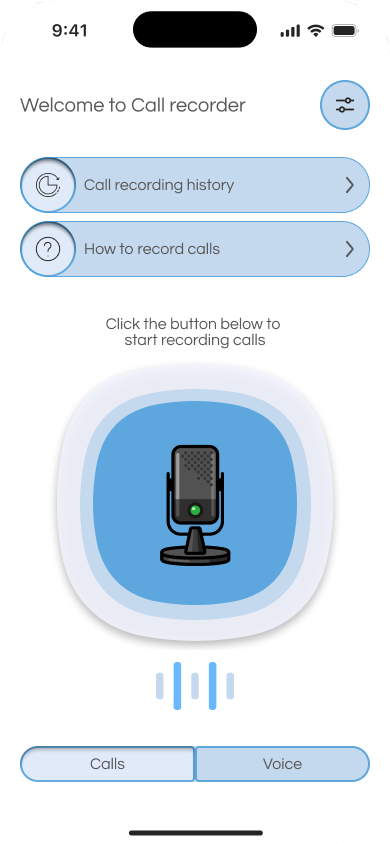 9:41
Welcome to Call recorder
Call recording history
How to record calls
Click the button below to
start recording calls
Calls
Voice